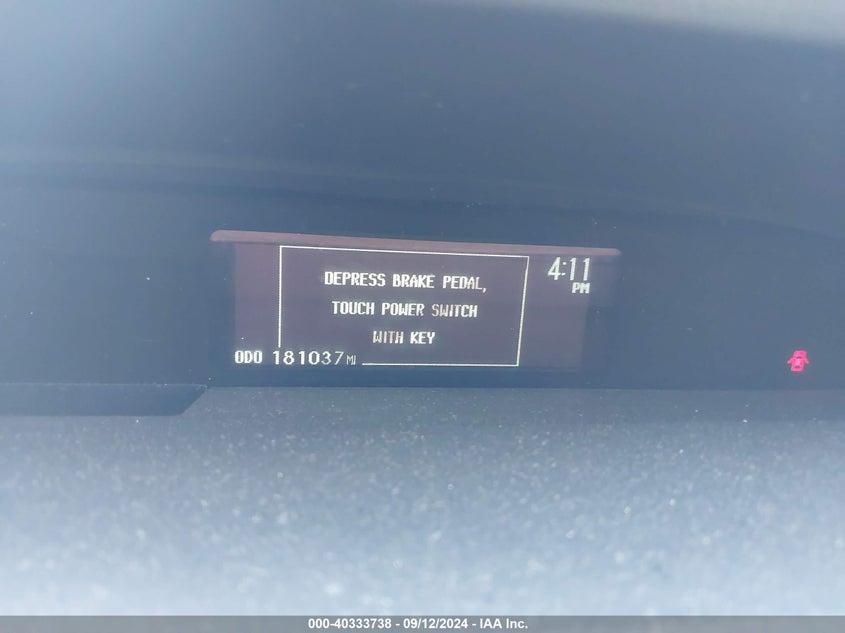 DEPRESS BRAKE PEDAL,
TOUCH POWER SWITCH
WITH KEY
4:11
PM
ODO 181037 MI
000-40333738 - 09/12/2024 - IAA Inc.